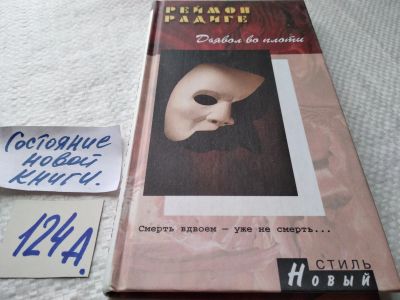 РЕЙМОН
РАДИГЕ
Дьявол во плоти
Состояние
новой
книги.
124А.
Смерть вдвоем – уже не смерть...
СТИЛЬ
Новый